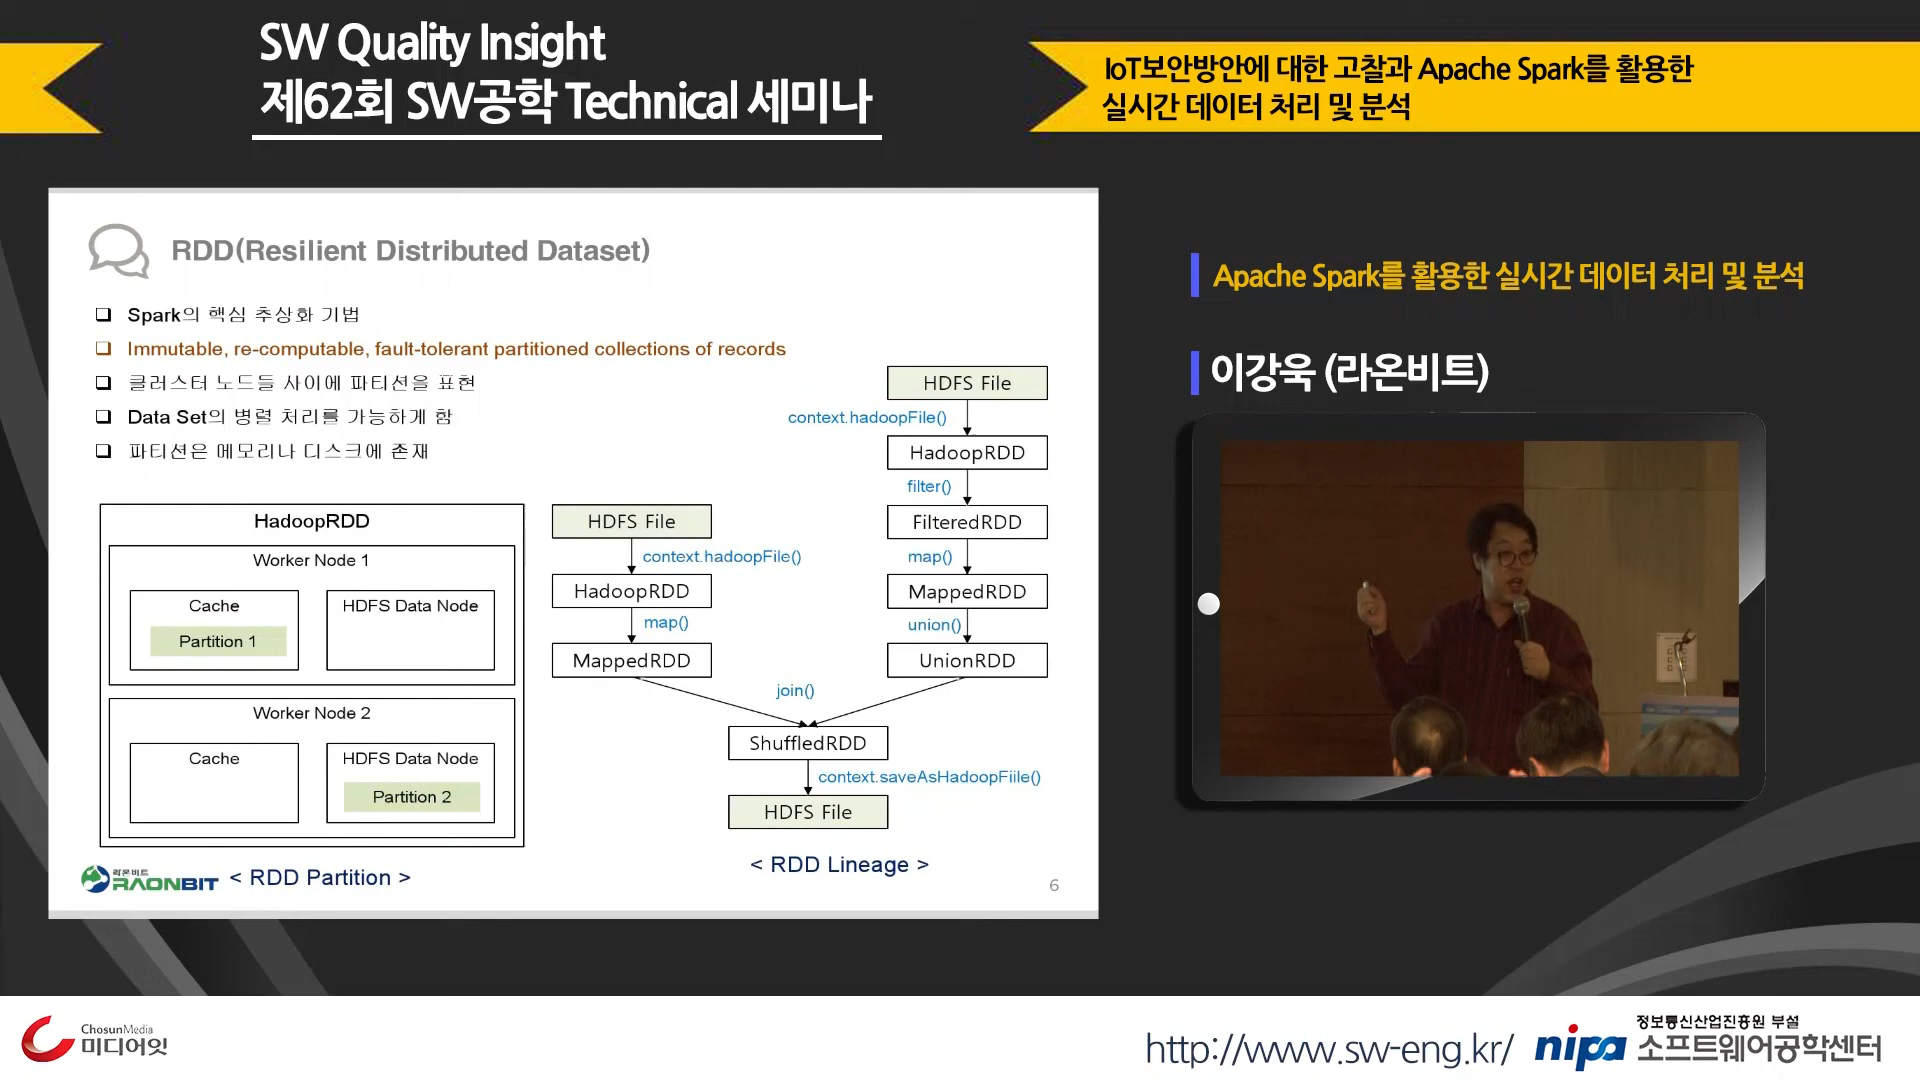 SW Quality Insight
제62회 SW공학 Technical 세미나
IoT보안방안에 대한 고찰과 Apache Spark를 활용한
실시간 데이터 처리 및 분석
RDD(Resilient Distributed Dataset)
Spark의 핵심 추상화 기법
Immutable, re-computable, fault-tolerant partitioned collections of records
클러스터 노드들 사이에 파티션을 표현
Data Set의 병렬 처리를 가능하게 함
파티션은 메모리나 디스크에 존재
HadoopRDD
Worker Node 1
Cache
Partition 1
HDFS Data Node
Worker Node 2
Cache
HDFS Data Node
Partition 2
< RDD Partition >
HDFS File
context.hadoopFile()
HadoopRDD
map()
MappedRDD
HDFS File
context.hadoopFile()
HadoopRDD
filter()
FilteredRDD
map()
MappedRDD
union()
UnionRDD
join()
ShuffledRDD
context.saveAsHadoopFiile()
HDFS File
< RDD Lineage >
라온비트
RAONBIT
6
Apache Spark를 활용한 실시간 데이터 처리 및 분석
이강욱 (라온비트)
ChosunMedia
미디어잇
http://www.sw-eng.kr/
nipa
정보통신산업진흥원 부설
소프트웨어공학센터